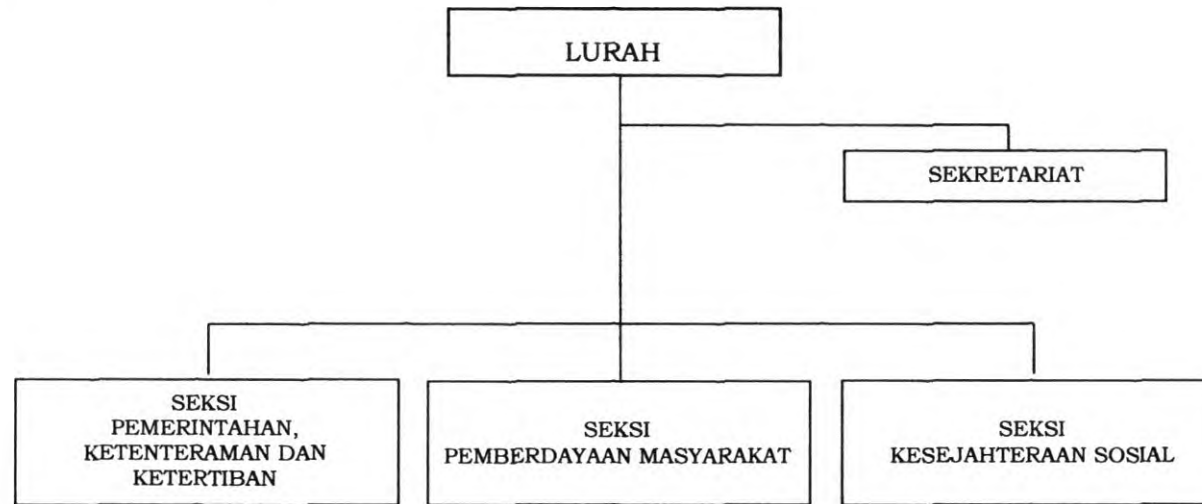 LURAH
SEKRETARIAT
SEKSI
PEMERINTAHAN,
KETENTERAMAN DAN
KETERTIBAN
SEKSI
PEMBERDAYAAN MASYARAKAT
SEKSI
KESEJAHTERAAN SOSIAL